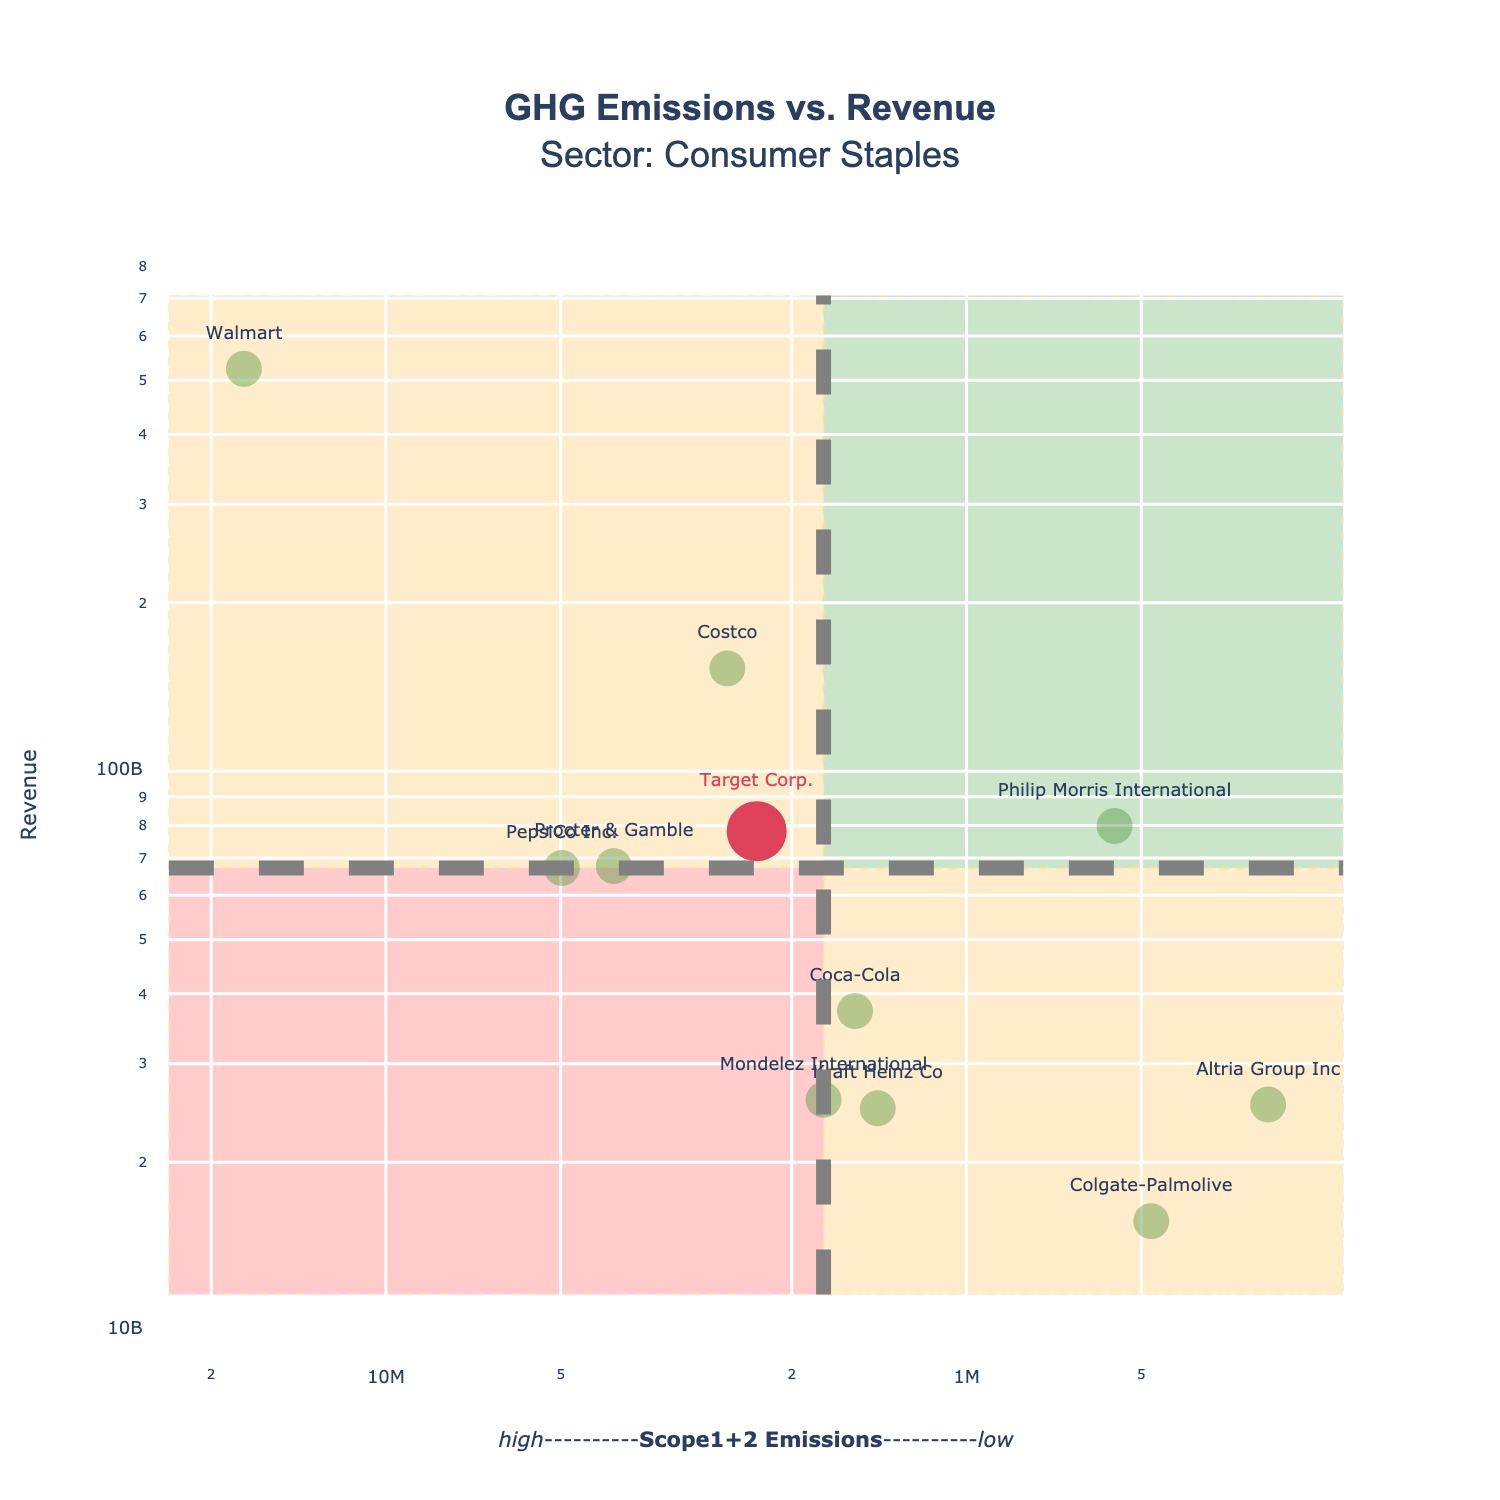 GHG Emissions vs. Revenue
Sector: Consumer Staples
8
7
Walmart
6
5
4
3
2
Costco
100B
Target Corp.
Philip Morris International
9
8
PepsiCo Inc.
Procter & Gamble
7
6
5
Coca-Cola
4
3
Mondelez International
Kraft Heinz Co
Altria Group Inc
2
Colgate-Palmolive
10B
Revenue
2
10M
5
2
1M
5
high----------Scope1+2 Emissions----------low